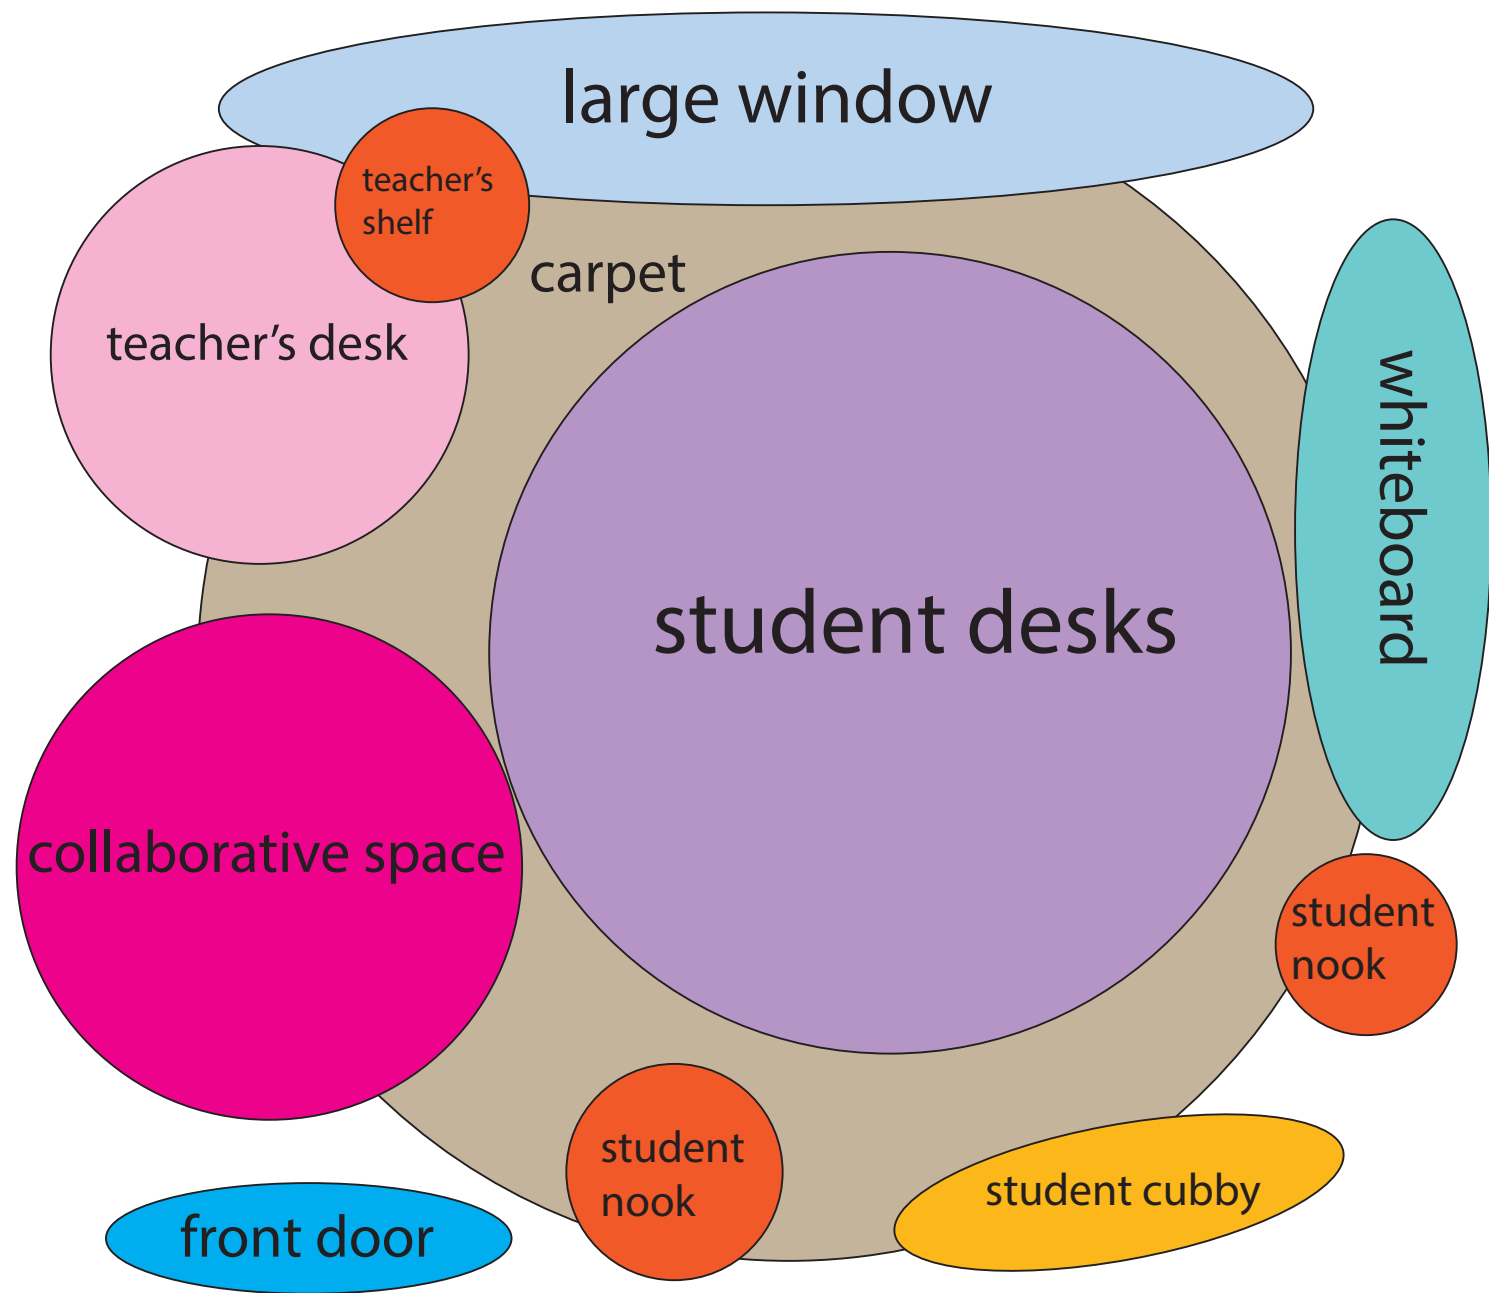 large window
teacher’s
shelf
carpet
teacher’s desk
whiteboard
student desks
collaborative space
student
nook
student
nook
student cubby
front door